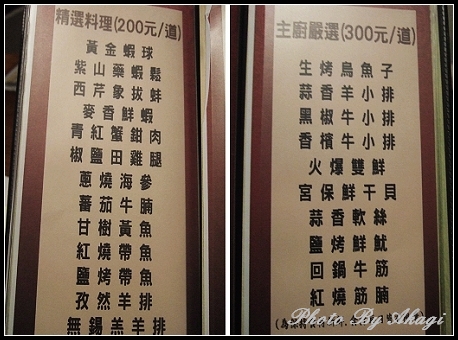 精選料理(200元/道)
黃金蝦球
紫山藥蝦鬆
西芹象拔蚌
麥香鮮蝦
青紅蟹鉗肉
椒鹽田雞腿
蔥燒海參
蕃茄牛腩
甘樹黃魚
紅燒帶魚
鹽烤帶魚
孜然羊排
無錫羔羊排
主廚嚴選(300元/道)
生烤烏魚子
蒜香羊小排
黑椒牛小排
香檳牛小排
火爆雙鮮
宮保鮮干貝
蒜香軟絲
鹽烤鮮魷
回鍋牛筋
紅燒筋腩
Photo By Akagi